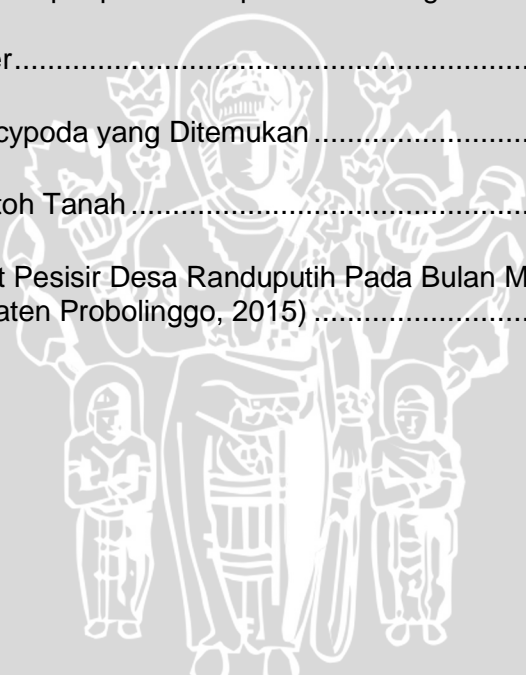 er
cypoda yang Ditemukan
toh Tanah
t Pesisir Desa Randuputih Pada Bulan M
aten Probolinggo, 2015)